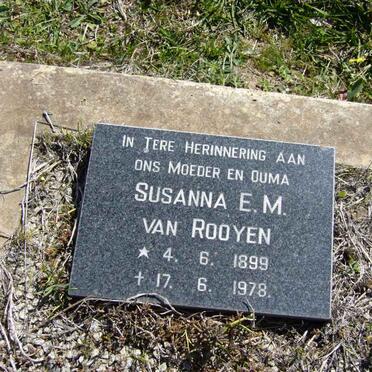 In Tere Herinnering aan
ons Moeder en Ouma
Susanna E.M.
van Rooyen
★ 4. 6. 1899
✝ 17. 6. 1978.